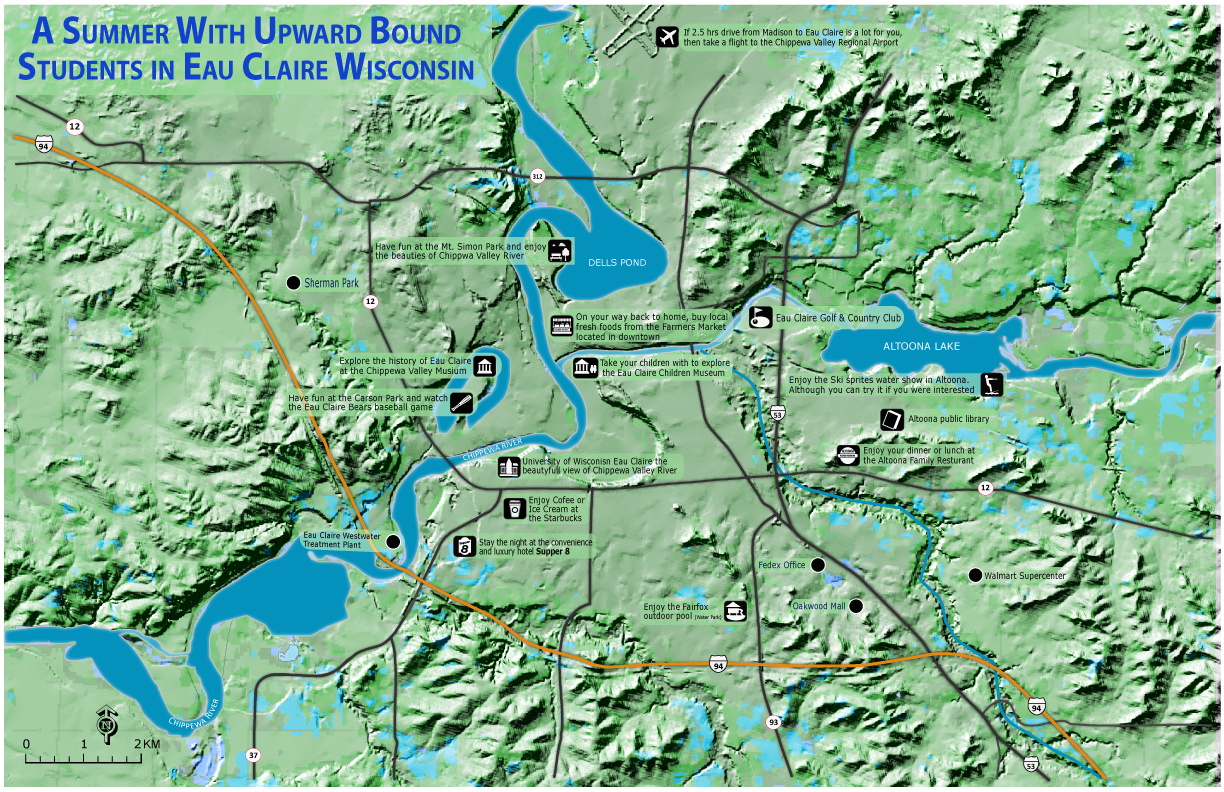 A Summer With Upward Bound
Students in Eau Claire Wisconsin
If 2.5 hrs drive from Madison to Eau Claire is a lot for you,
then take a flight to the Chippewa Valley Regional Airport
12
94
312
Have fun at the Mt. Simon Park and enjoy
the beauties of Chippwa Valley River
DELLS POND
Sherman Park
12
On your way back to home, buy local
fresh foods from the Farmers Market
located in downtown
Eau Claire Golf & Country Club
ALTOONA LAKE
Explore the history of Eau Claire
at the Chippewa Valley Musium
Take your children with to explore
the Eau Claire Children Museum
Enjoy the Ski sprites water show in Altoona.
Although you can try it if you were interested
Have fun at the Carson Park and watch
the Eau Claire Bears baseball game
53
Altoona public library
CHIPPEWA RIVER
Enjoy your dinner or lunch at
the Altoona Family Resturant
University of Wisconisn Eau Claire the
beautyfull view of Chippewa Valley River
12
Enjoy Cofee or
Ice Cream at
the Starbucks
Eau Claire Westwater
Treatment Plant
8
Stay the night at the convenience
and luxury hotel Supper 8
Fedex Office
Walmart Supercenter
Enjoy the Fairfox
outdoor pool (Water Park)
Oakwood Mall
94
94
CHIPPEWA RIVER
93
N
0 1 2 KM
37
53